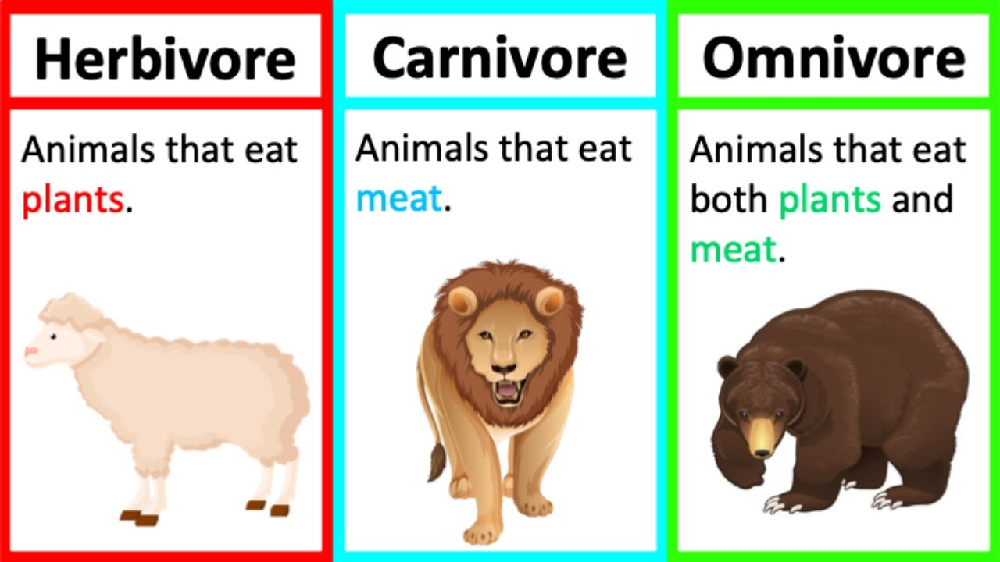 Herbivore
Animals that eat
plants.
Carnivore
Animals that eat
meat.
Omnivore
Animals that eat
both plants and
meat.